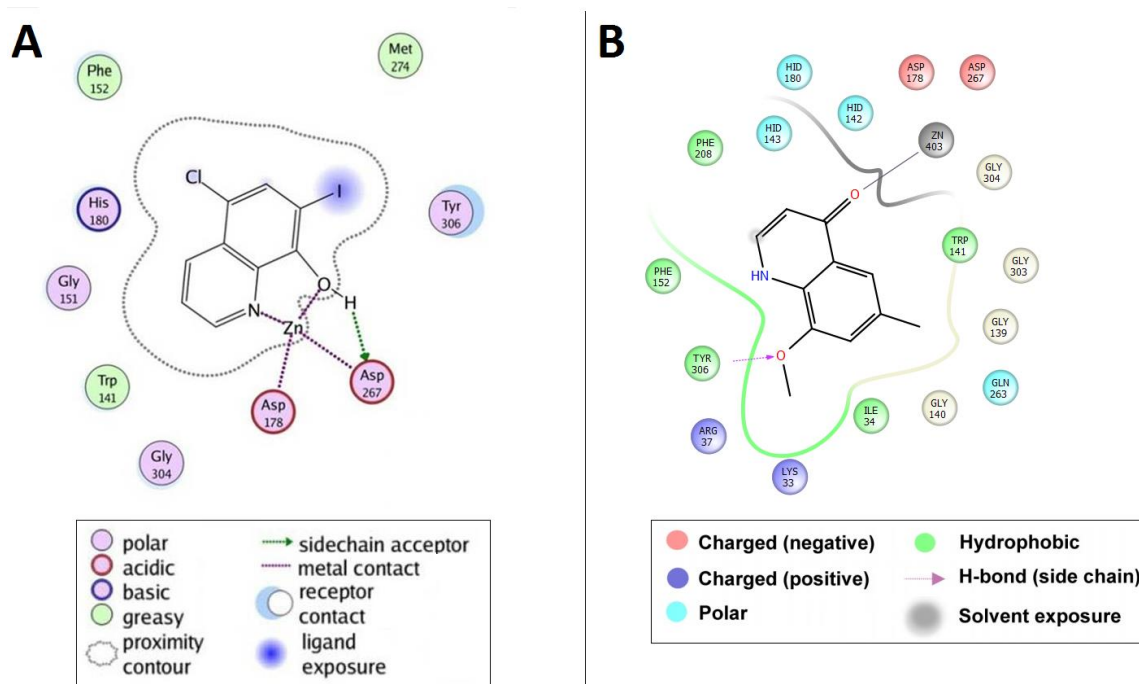 A
Phe
152
Met
274
Cl
I
His
180
Tyr
306
Gly
151
O
H
N
Zn
Trp
141
Asp
178
Asp
267
Gly
304
polar
acidic
basic
greasy
proximity
contour
sidechain acceptor
metal contact
receptor
contact
ligand
exposure
B
HID
180
ASP
178
ASP
267
HID
143
HID
142
ZN
403
PHE
208
GLY
304
O
TRP
141
GLY
303
PHE
152
HN
GLY
139
TYR
306
O
GLN
263
GLY
140
ILE
34
ARG
37
LYS
33
Charged (negative)
Charged (positive)
Polar
Hydrophobic
H-bond (side chain)
Solvent exposure